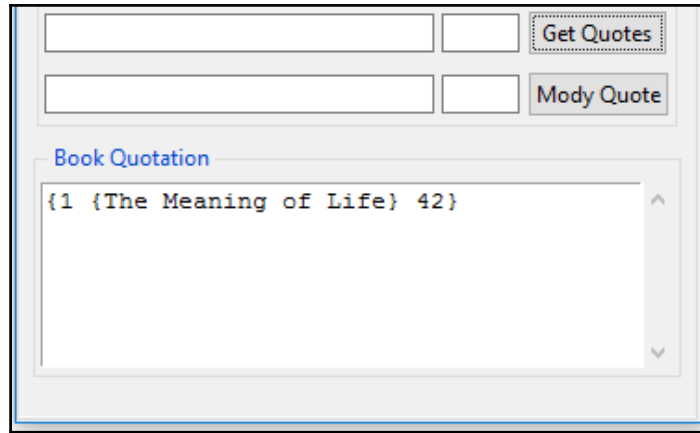 Get Quotes
Mody Quote
Book Quotation
{1 {The Meaning of Life} 42}